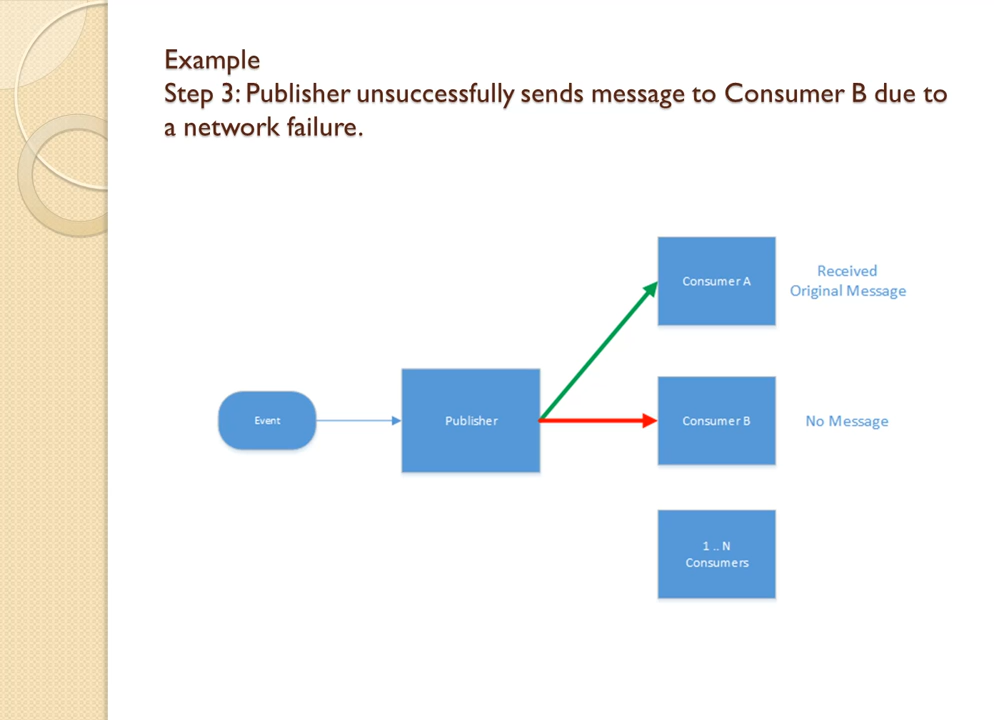 Example
Step 3: Publisher unsuccessfully sends message to Consumer B due to
a network failure.
Consumer A
Received
Original Message
Event
Publisher
Consumer B
No Message
1 .. N
Consumers